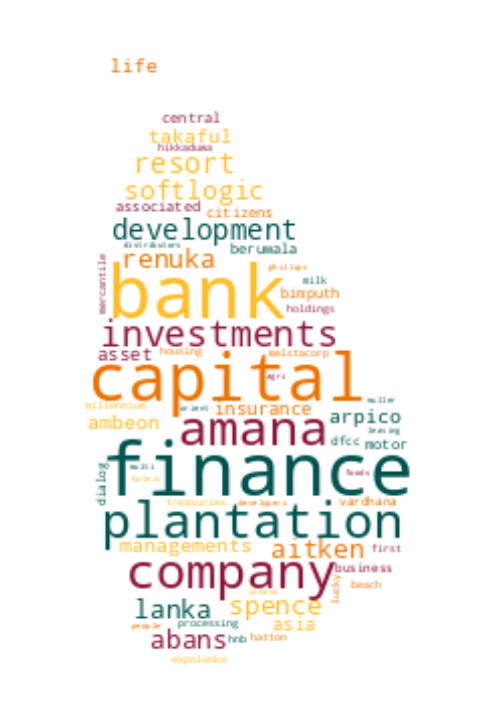 life
central
takaful
hikkaduwa
resort
softlogic
associated
citizens
development
distributors
beruwala
renuka
phillips
mercantile
bank
milk
bimputh
holdings
investments
asset
housing
melstacorp
capital
agri
muller
millennium
orient
insurance
arpico
ambeon
amana
leasing
dfcc
motor
finance
multi
foods
dialog
hotels
treasuries
developers
vardhana
plantation
managements
aitken
first
company
business
lucky
beach
lanka
spence
people
processing
asia
abans
hnb
hatton
expolanka